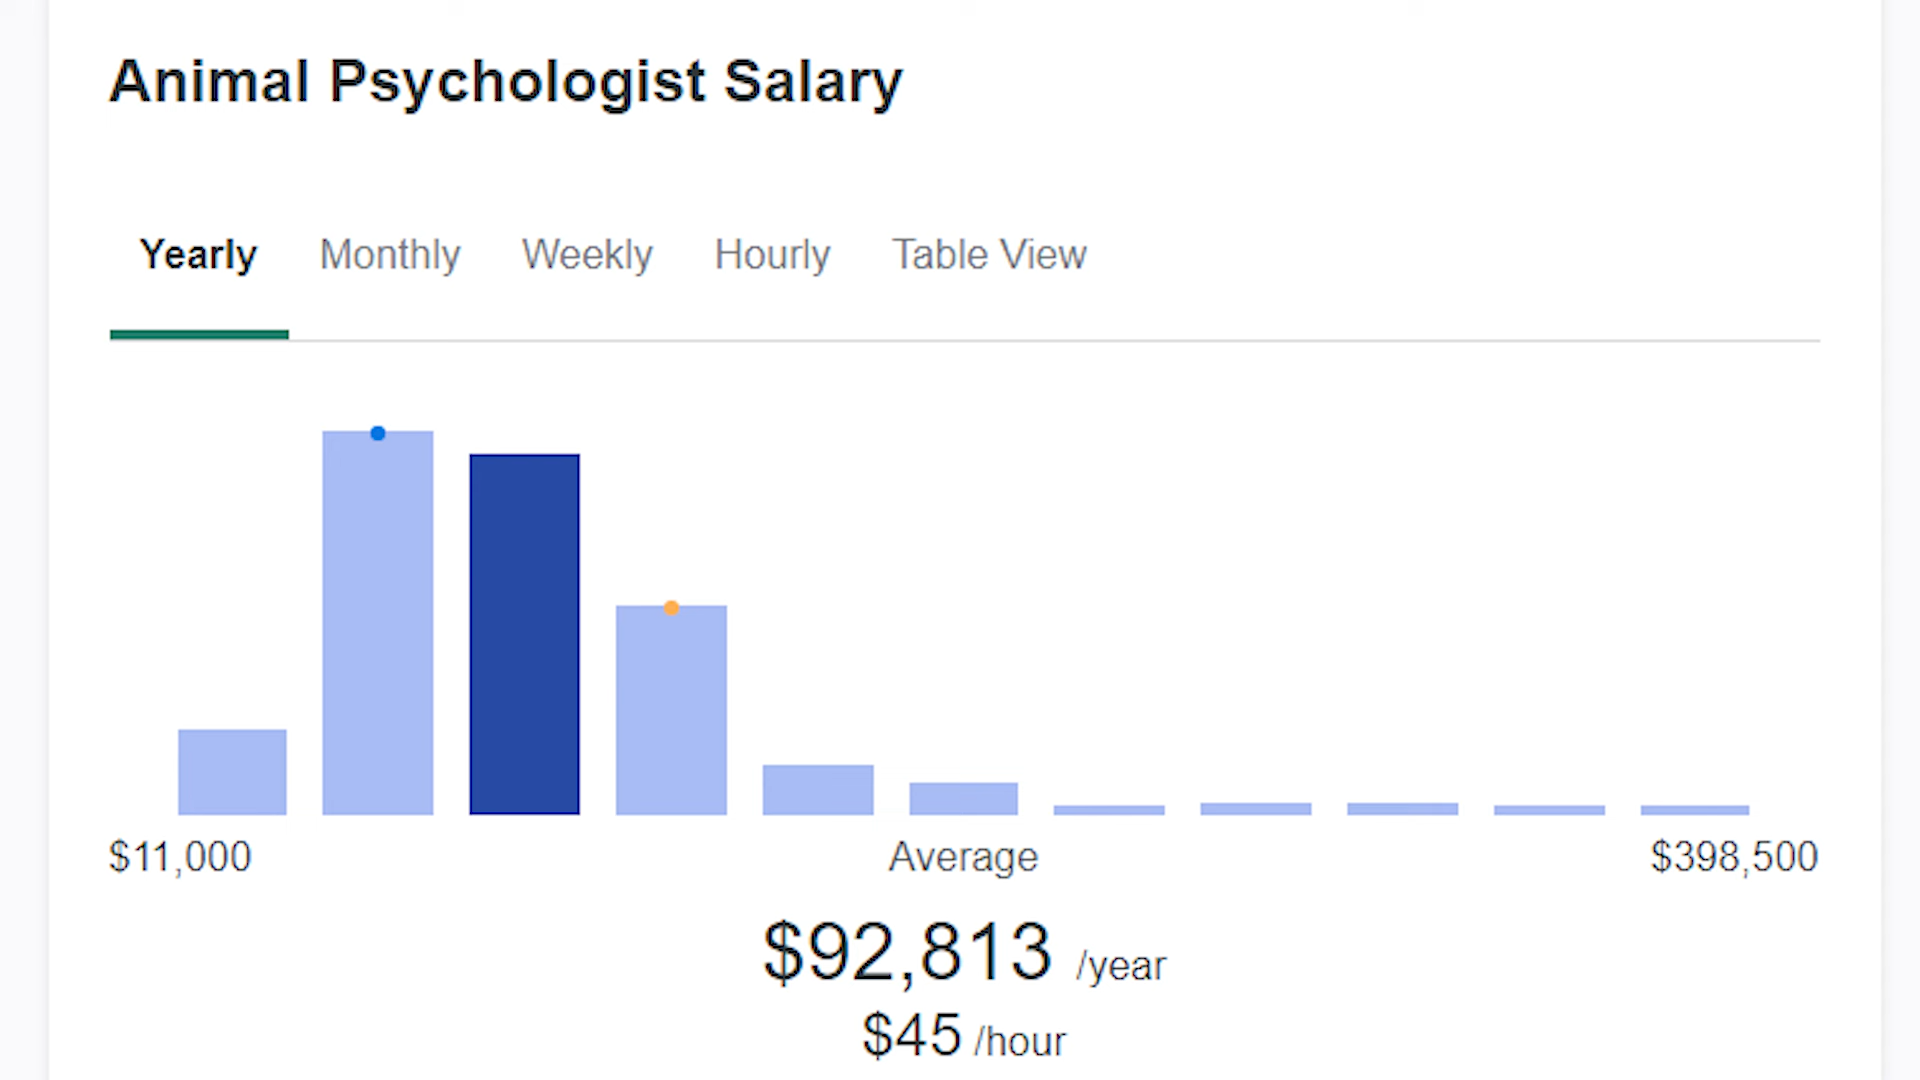 Animal Psychologist Salary
Yearly Monthly Weekly Hourly Table View
$11,000 Average $398,500
$92,813 /year
$45 /hour